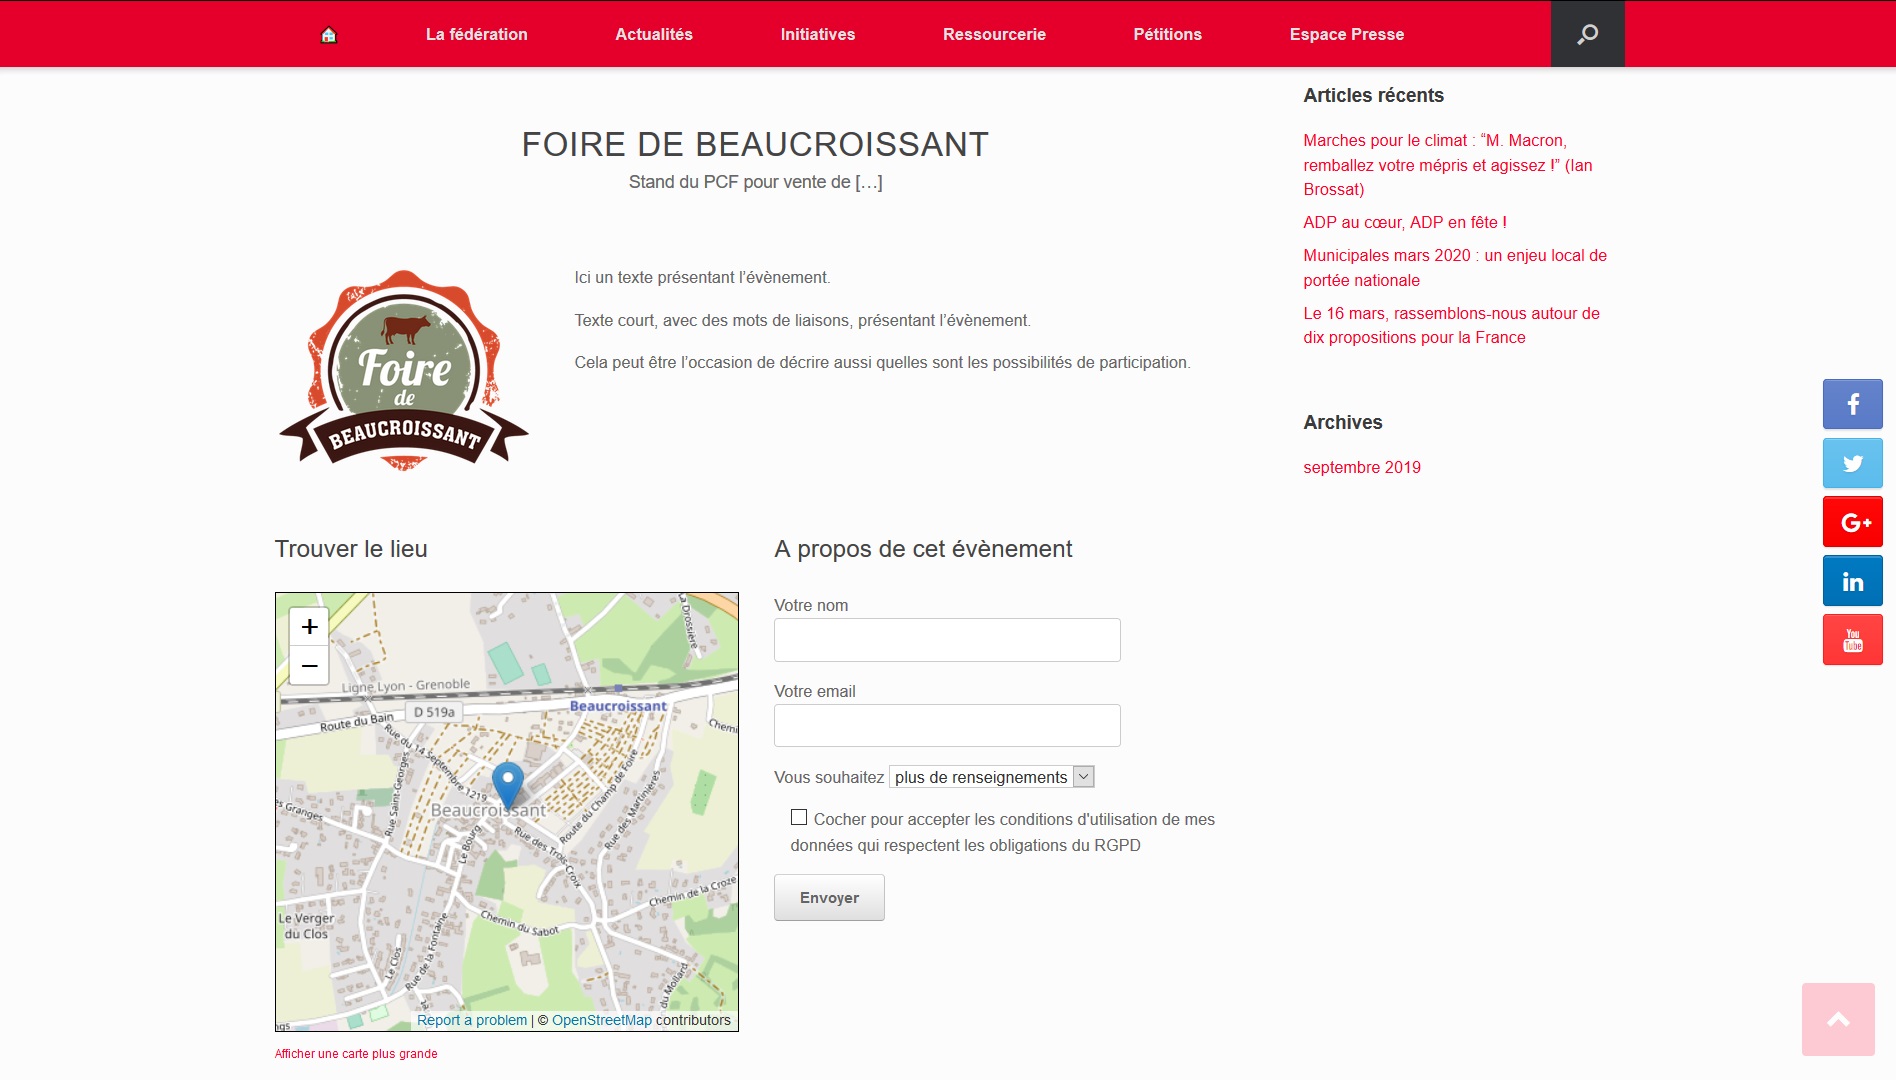 La fédération
Actualités
Initiatives
Ressourcerie
Pétitions
Espace Presse
FOIRE DE BEAUCROISSANT
Stand du PCF pour vente de […]
Foire
de
BEAUCROISSANT
Ici un texte présentant l’évènement.
Texte court, avec des mots de liaisons, présentant l’évènement.
Cela peut être l’occasion de décrire aussi quelles sont les possibilités de participation.
Articles récents
Marches pour le climat : “M. Macron,
remballez votre mépris et agissez !” (Ian
Brossat)
ADP au cœur, ADP en fête !
Municipales mars 2020 : un enjeu local de
portée nationale
Le 16 mars, rassemblons-nous autour de
dix propositions pour la France
Archives
septembre 2019
f
G+
in
You
Tube
Trouver le lieu
+
−
La Drossière
Ligne Lyon - Grenoble
Beaucroissant
D 519a
Route du Bain
Chemin
Rue du 14 Septembre 1219
Rue Saint-Georges
Beaucroissant
es Granges
Route du Champ de Foire
Rue des Martinières
Le Bourg
Rue des Trois Croix
Chemin de la Croze
Le Verger
du Clos
Chemin du Sabot
Rue de la Fontaine
Le Clos
du Mollard
La
ngs
Report a problem | © OpenStreetMap contributors
Afficher une carte plus grande
A propos de cet évènement
Votre nom
Votre email
Vous souhaitez plus de renseignements
Cocher pour accepter les conditions d'utilisation de mes
données qui respectent les obligations du RGPD
Envoyer